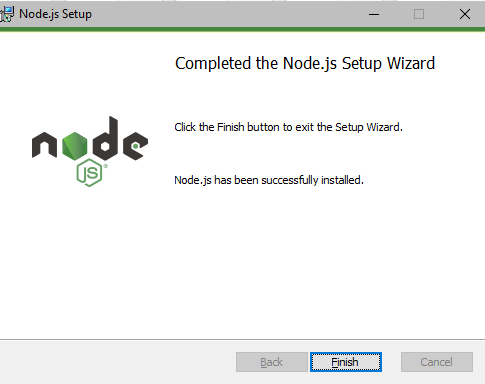 Node.js Setup
Completed the Node.js Setup Wizard
Click the Finish button to exit the Setup Wizard.
node
JS
Node.js has been successfully installed.
Back
Finish
Cancel